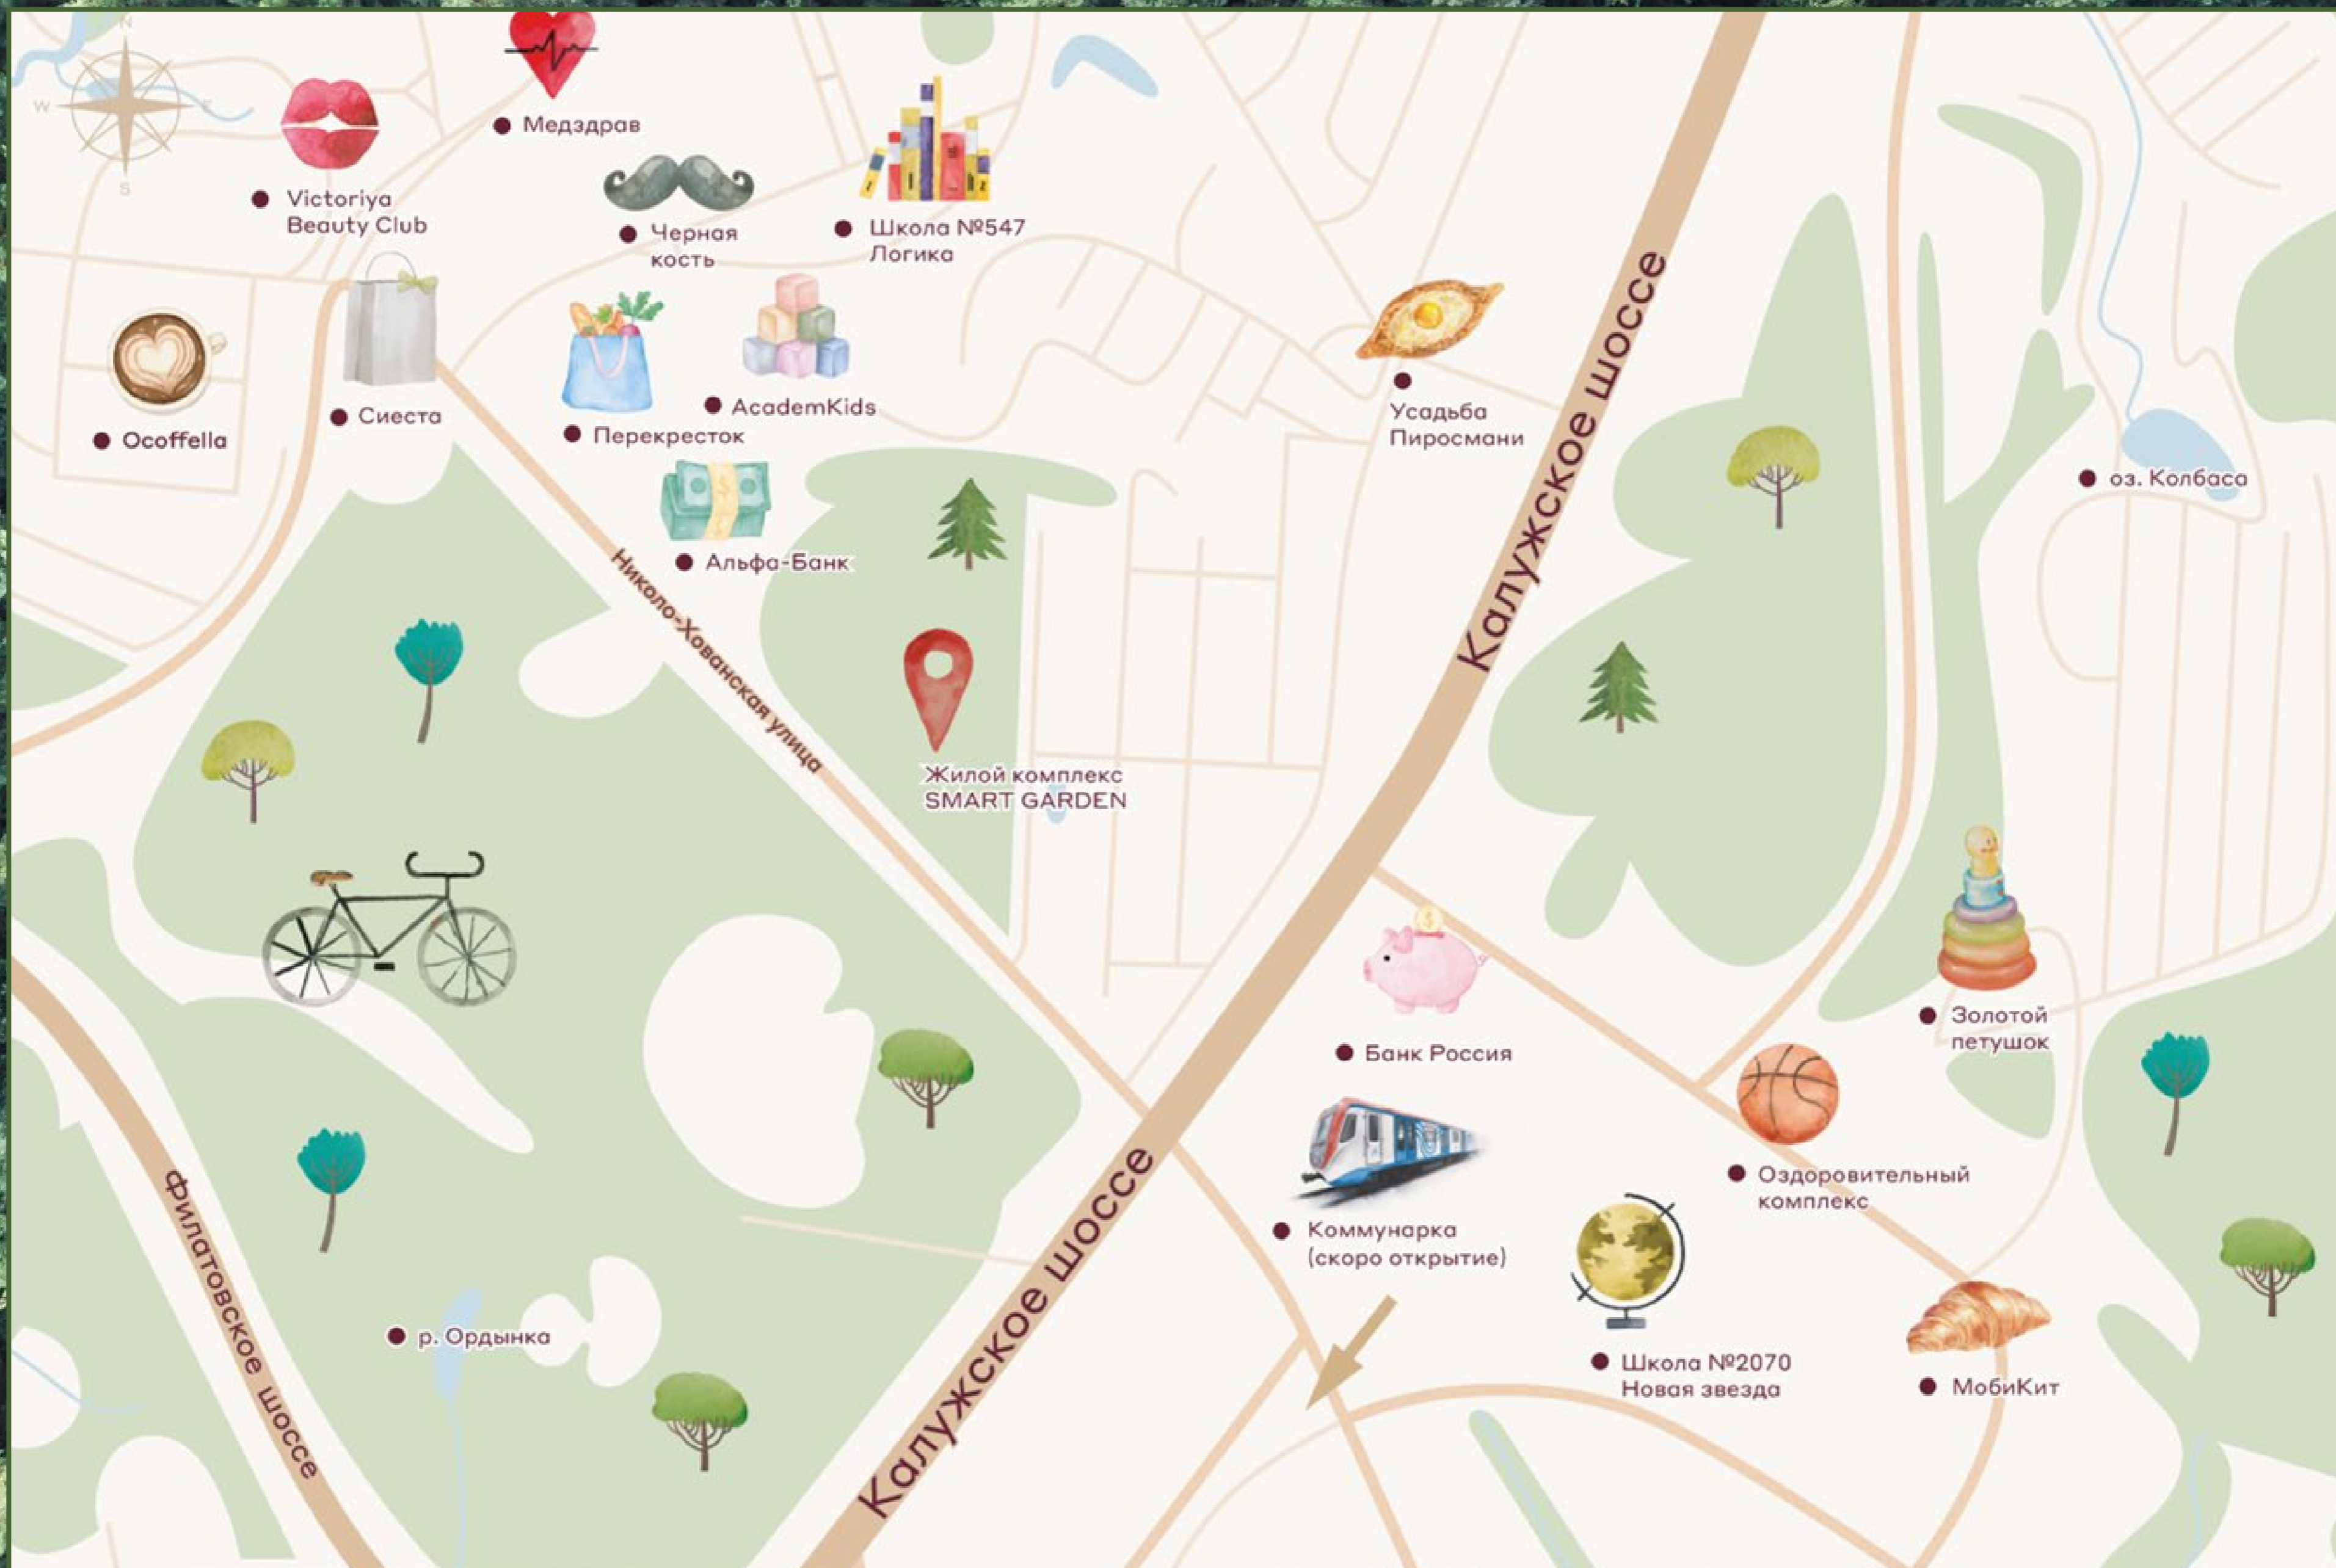 N
W
E
S
Медздрав
Victoriya
Beauty Club
Черная
кость
Школа №547
Логика
Ocoffella
Сиеста
Перекресток
AcademKids
Усадьба
Пиросмани
Калужское шоссе
оз. Колбаса
Альфа-Банк
Николо-Хованская улица
Жилой комплекс
SMART GARDEN
Банк Россия
Золотой
петушок
Оздоровительный
комплекс
Коммунарка
(скоро открытие)
Калужское шоссе
Филатовское шоссе
р. Ордынка
Школа №2070
Новая звезда
МобиКит